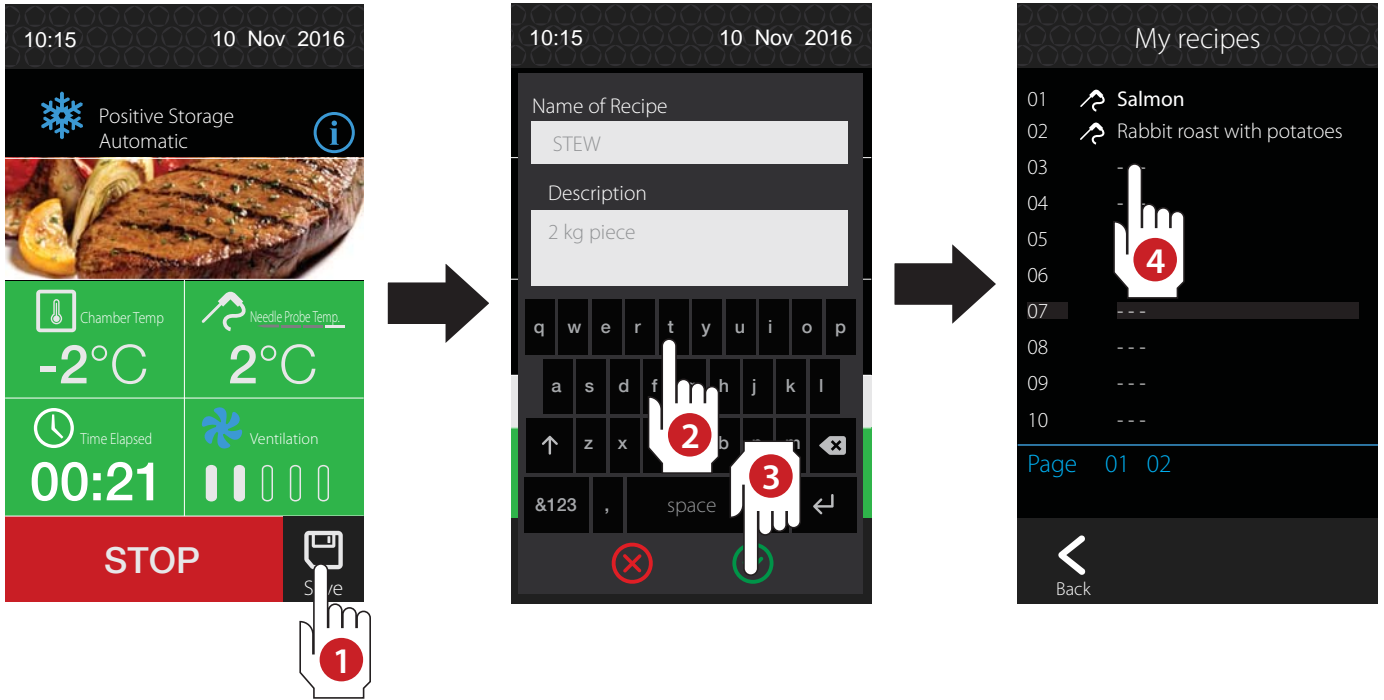 10:15 10 Nov 2016
Positive Storage
Automatic
i
Chamber Temp
-2°C
Needle Probe Temp.
2°C
Time Elapsed
00:21
Ventilation
STOP
1
10:15 10 Nov 2016
Name of Recipe
STEW
Description
2 kg piece
q w e r t y u i o p
a s d f h j k l
z x b n m
2
3
&123 , space
My recipes
01 Salmon
02 Rabbit roast with potatoes
03 -
04 -
05
06
4
07 - - -
08 - - -
09 - - -
10 - - -
Page 01 02
Back